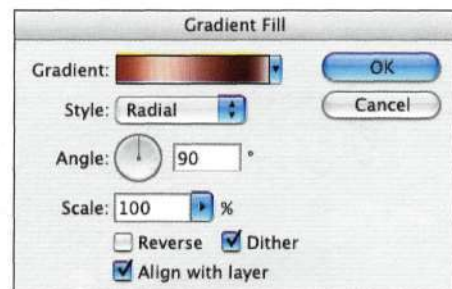 Gradient Fill
Gradient:
OK
Style: Radial
Cancel
Angle: 90 °
Scale: 100 %
Reverse Dither
Align with layer